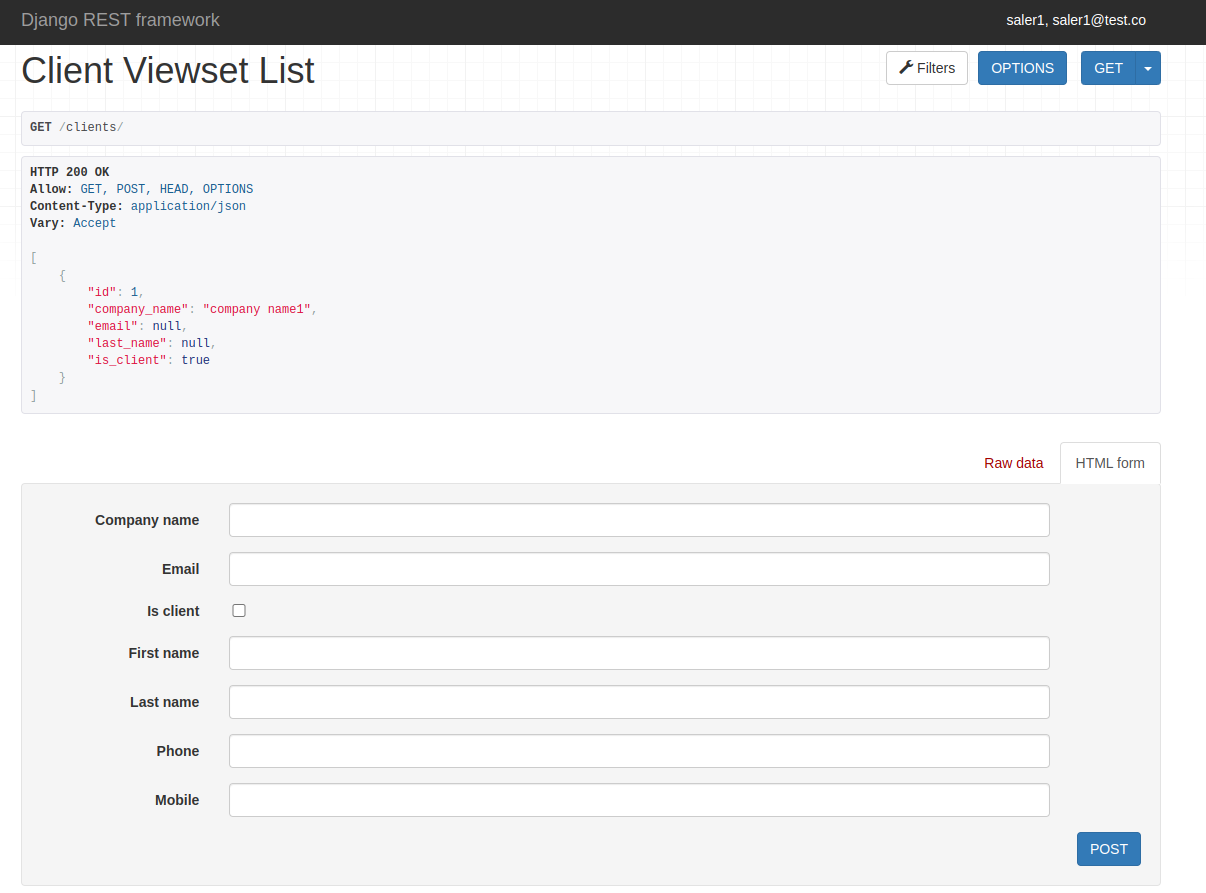 Django REST framework
saler1, saler1@test.co
Client Viewset List
Filters
OPTIONS
GET
GET /clients/
HTTP 200 OK
Allow: GET, POST, HEAD, OPTIONS
Content-Type: application/json
Vary: Accept
[
    {
        "id": 1,
        "company_name": "company name1",
        "email": null,
        "last_name": null,
        "is_client": true
    }
]
Raw data
HTML form
Company name
Email
Is client
First name
Last name
Phone
Mobile
POST